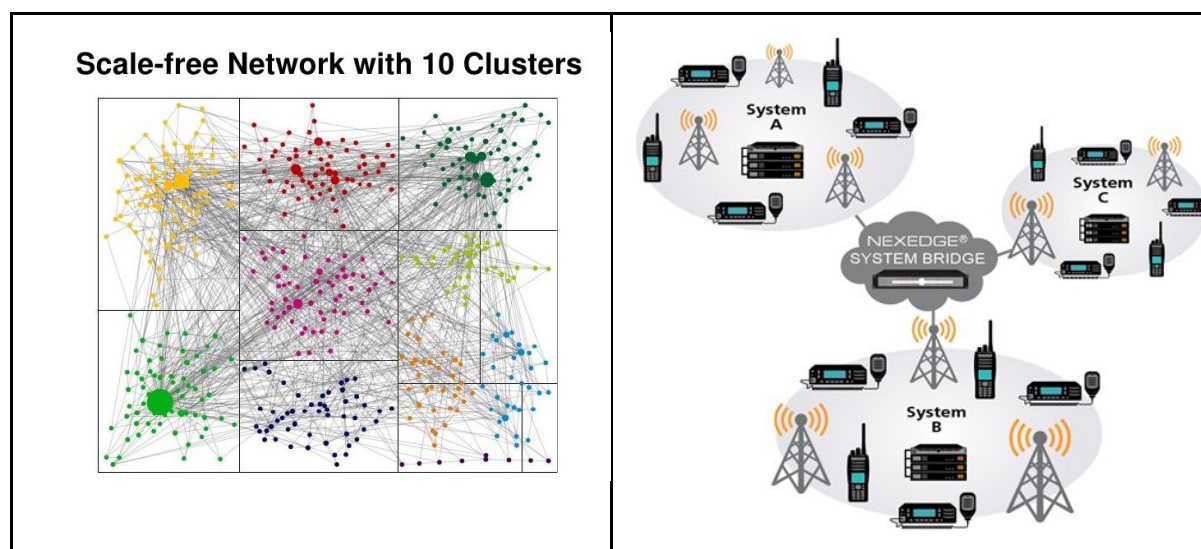 Scale-free Network with 10 Clusters
System
A
System
C
NEXEDGE®
SYSTEM BRIDGE
System
B